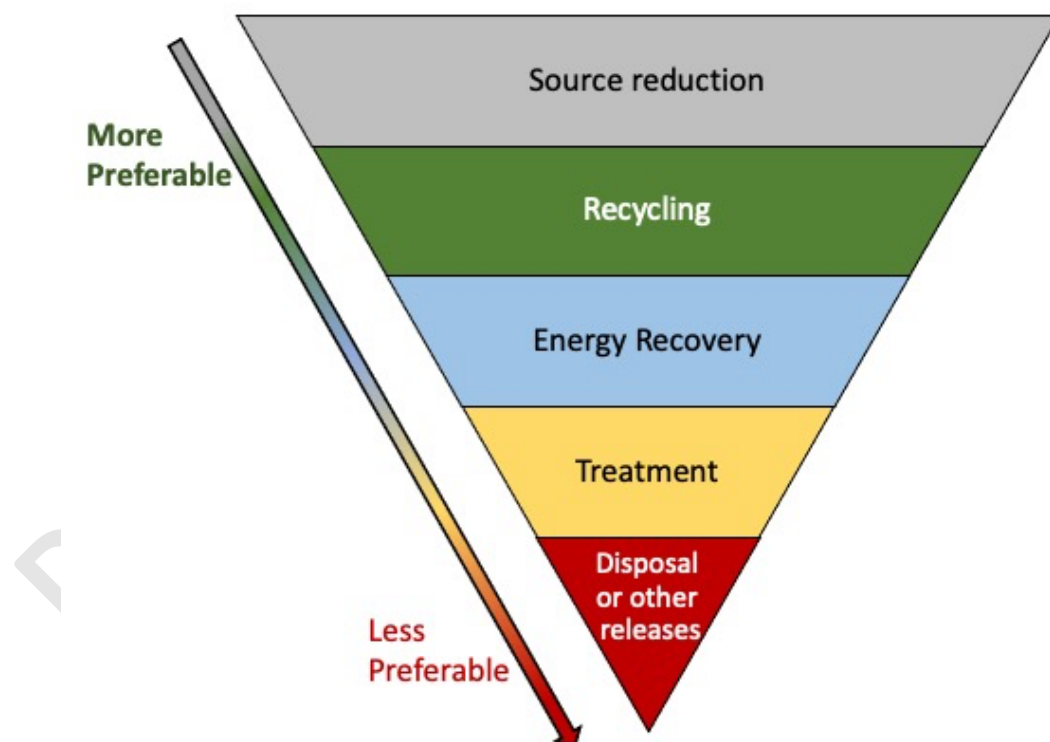 Source reduction
More
Preferable
Recycling
Energy Recovery
Treatment
Disposal
or other
releases
Less
Preferable